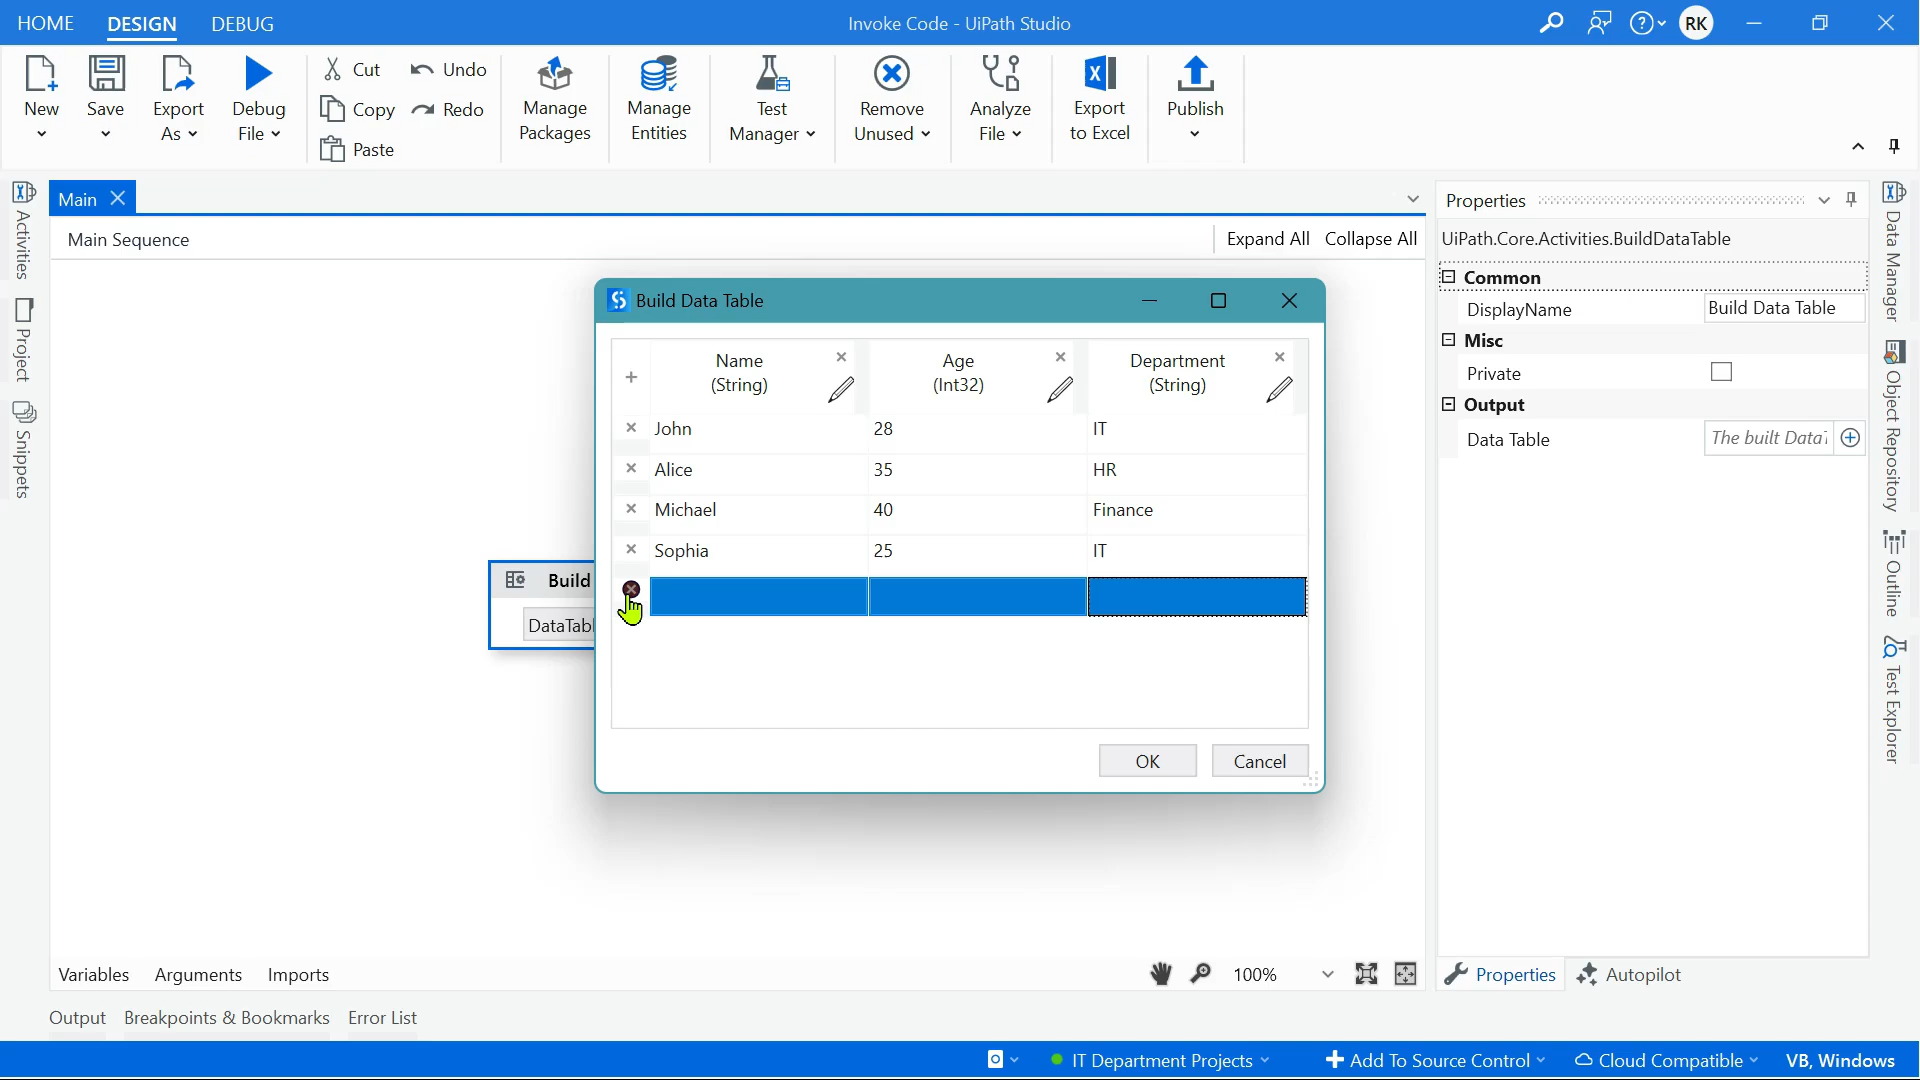 HOME DESIGN DEBUG
Invoke Code - UiPath Studio
RK
New
Save
Export As
Debug File
Cut
Copy
Paste
Undo
Redo
Manage Packages
Manage Entities
Test Manager
Remove Unused
Analyze File
Export to Excel
Publish
Activities
Project
Snippets
Main
Main Sequence
Expand All Collapse All
Build
DataTabl
Build Data Table
Name (String)
Age (Int32)
Department (String)
John 28 IT
Alice 35 HR
Michael 40 Finance
Sophia 25 IT
OK Cancel
Properties
UiPath.Core.Activities.BuildDataTable
Common
DisplayName Build Data Table
Misc
Private
Output
Data Table The built DataT
Data Manager
Object Repository
Outline
Test Explorer
Variables Arguments Imports
100%
Properties Autopilot
Output Breakpoints & Bookmarks Error List
IT Department Projects Add To Source Control Cloud Compatible VB, Windows